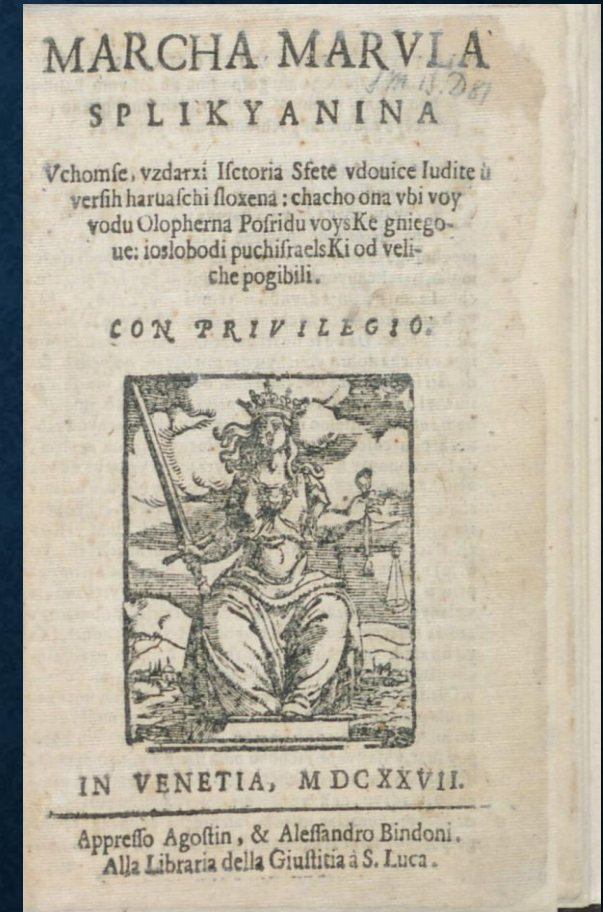 MARCHA MARVLA
SPLIKYANINA
Vchomſe, vzdarxi Iſctoria Sfete vdouice Iudite ù
verſih haruaſchi ſloxena : chacho ona vbi voy
vodu Olopherna Poſridu voysKe gniego-
ue: ioslobodi puchiſraelsKi od veli-
che pogibili.
CON PRIVILEGIO.
IN VENETIA, MDCXXVII.
Appreſſo Agoſtin, & Aleſſandro Bindoni.
Alla Libraria della Giuſtitia à S. Luca.